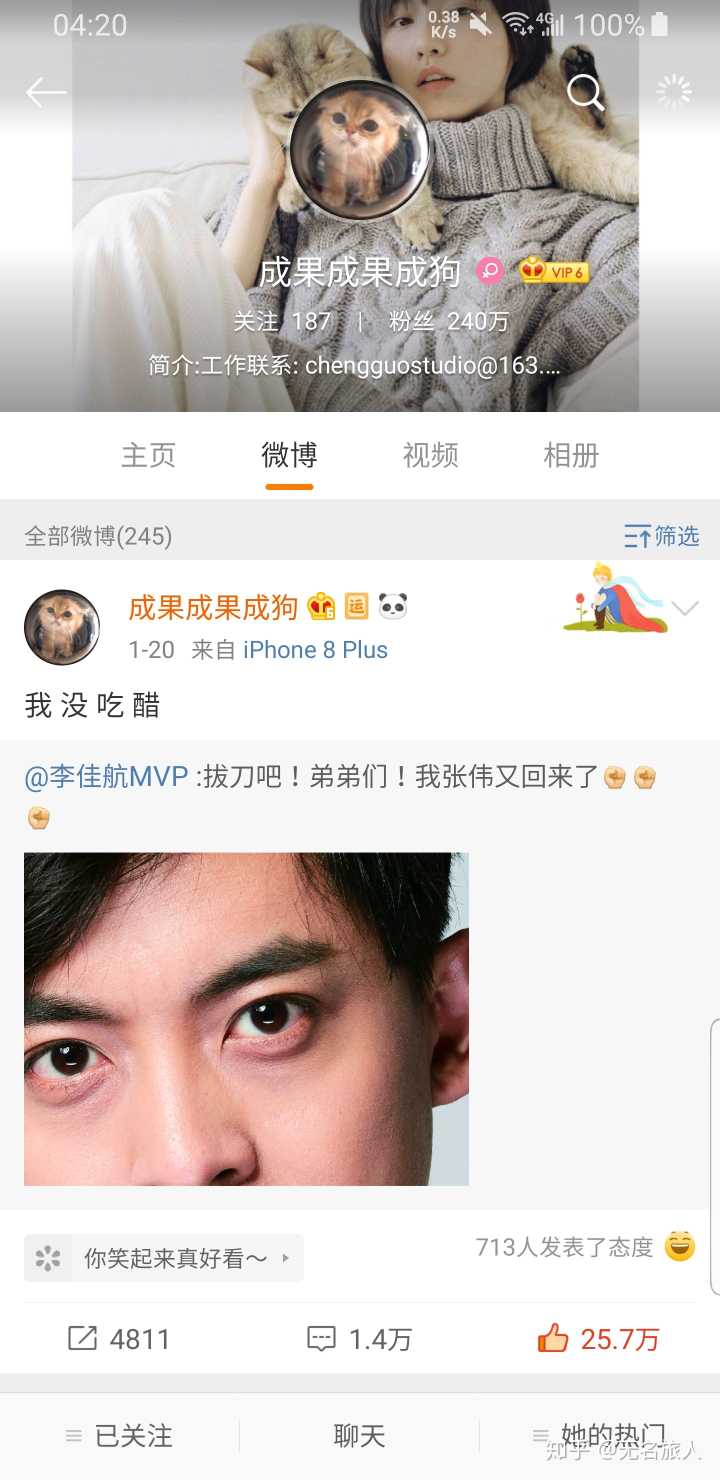 04:20 0.38 K/s 4G 100%
成果成果成狗 VIP 6
关注 187 | 粉丝 240万
简介:工作联系: chengguostudio@163....
主页 微博 视频 相册
全部微博(245) 筛选
成果成果成狗 6 运
1-20 来自 iPhone 8 Plus
我 没 吃 醋
@李佳航MVP :拔刀吧！弟弟们！我张伟又回来了
你笑起来真好看～ 713人发表了态度
4811 1.4万 25.7万
已关注 聊天 她的热门
知乎 @无名旅人